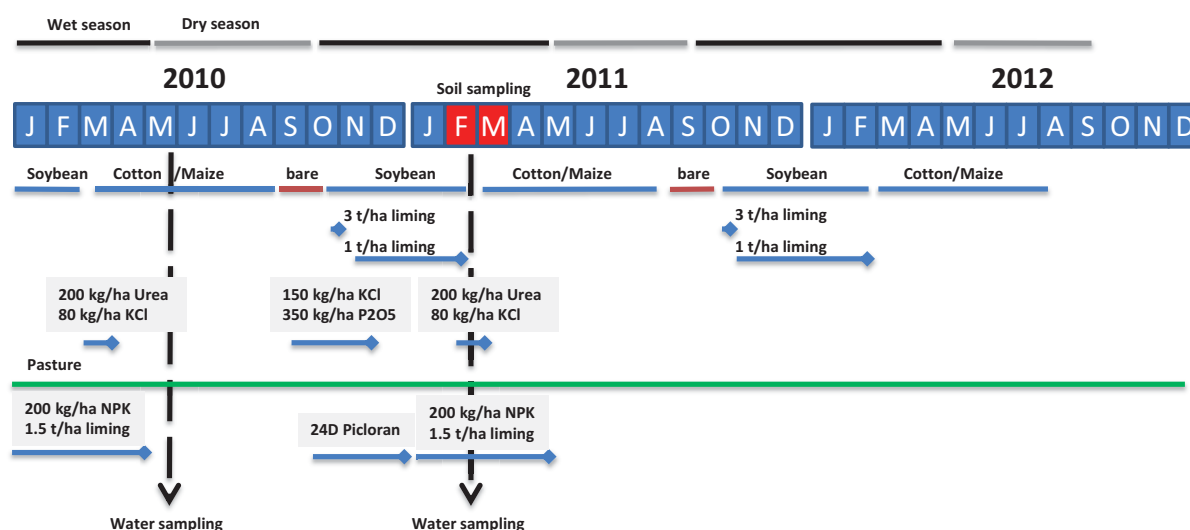 Wet season Dry season
2010 2011 2012
Soil sampling
J F M A M J J A S O N D J F M A M J J A S O N D J F M A M J J A S O N D
Soybean Cotton /Maize bare Soybean Cotton/Maize bare Soybean Cotton/Maize
3 t/ha liming 3 t/ha liming
1 t/ha liming 1 t/ha liming
200 kg/ha Urea 150 kg/ha KCl 200 kg/ha Urea
80 kg/ha KCl 350 kg/ha P2O5 80 kg/ha KCl
Pasture
200 kg/ha NPK 200 kg/ha NPK
1.5 t/ha liming 24D Picloran 1.5 t/ha liming
Water sampling Water sampling